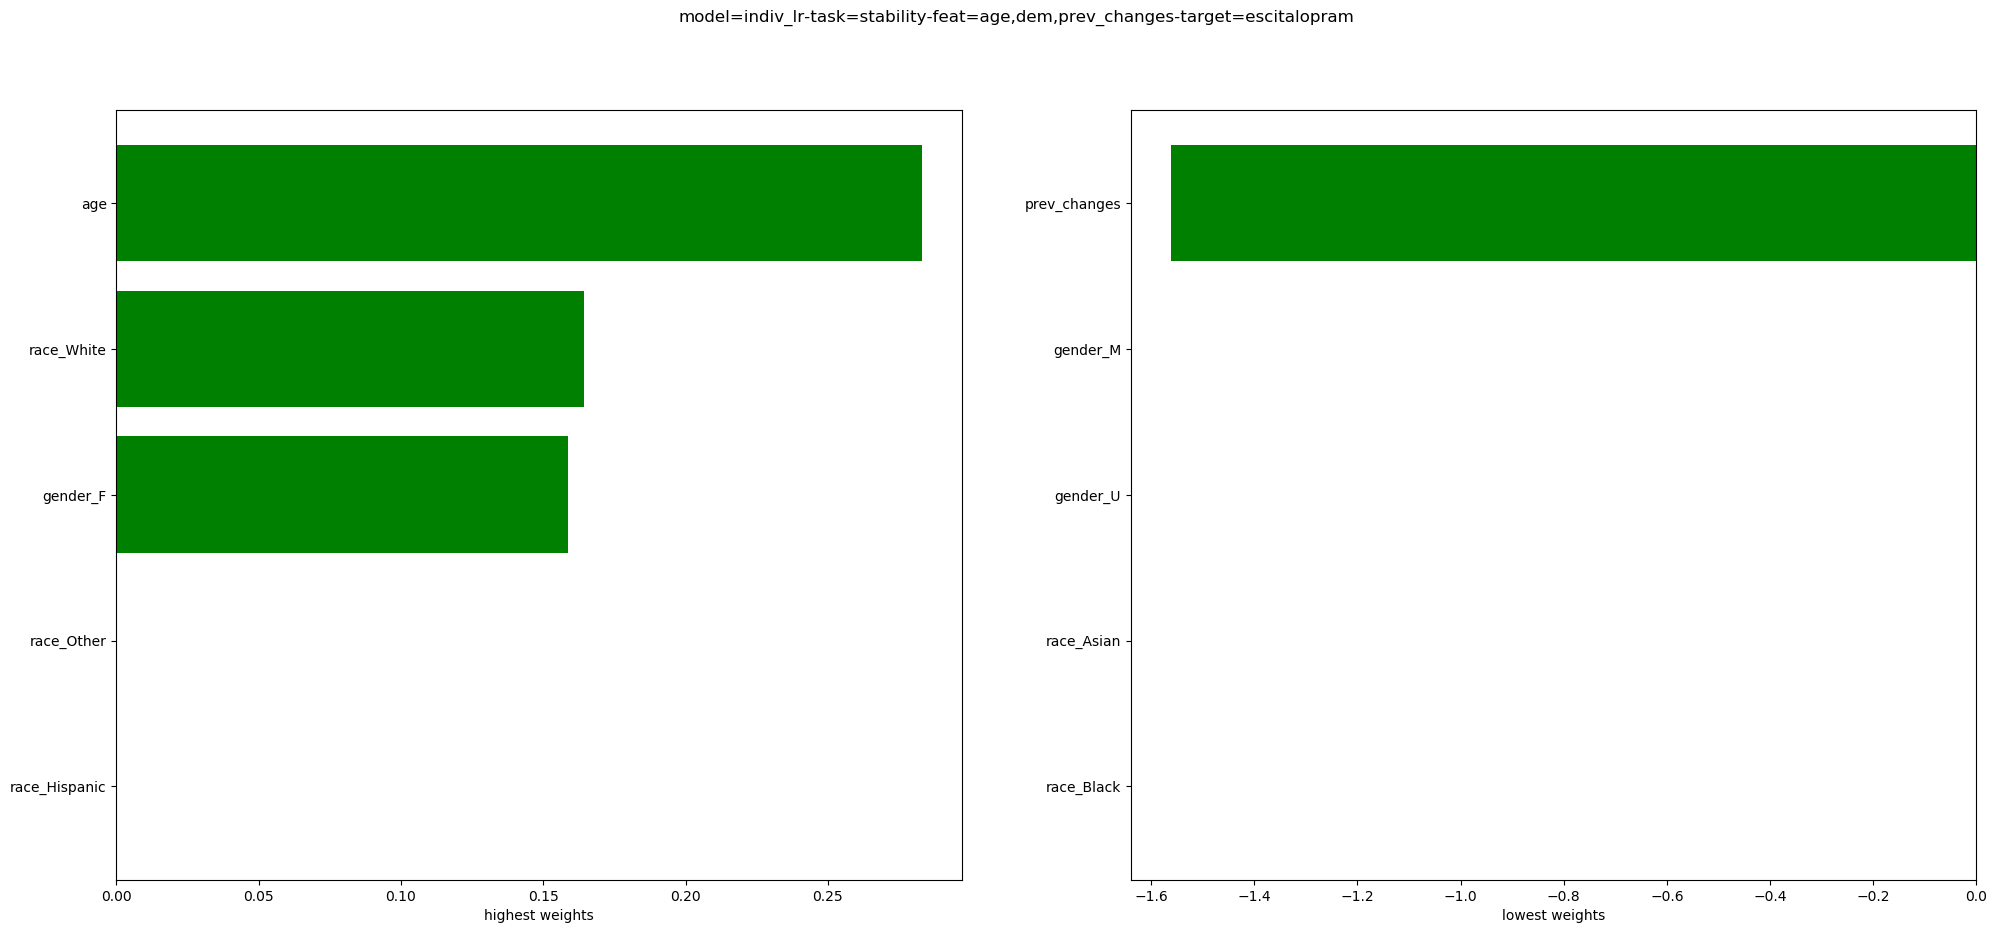 model=indiv_lr-task=stability-feat=age,dem,prev_changes-target=escitalopram
age
race_White
gender_F
race_Other
race_Hispanic
0.00 0.05 0.10 0.15 0.20 0.25
highest weights
prev_changes
gender_M
gender_U
race_Asian
race_Black
−1.6 −1.4 −1.2 −1.0 −0.8 −0.6 −0.4 −0.2 0.0
lowest weights